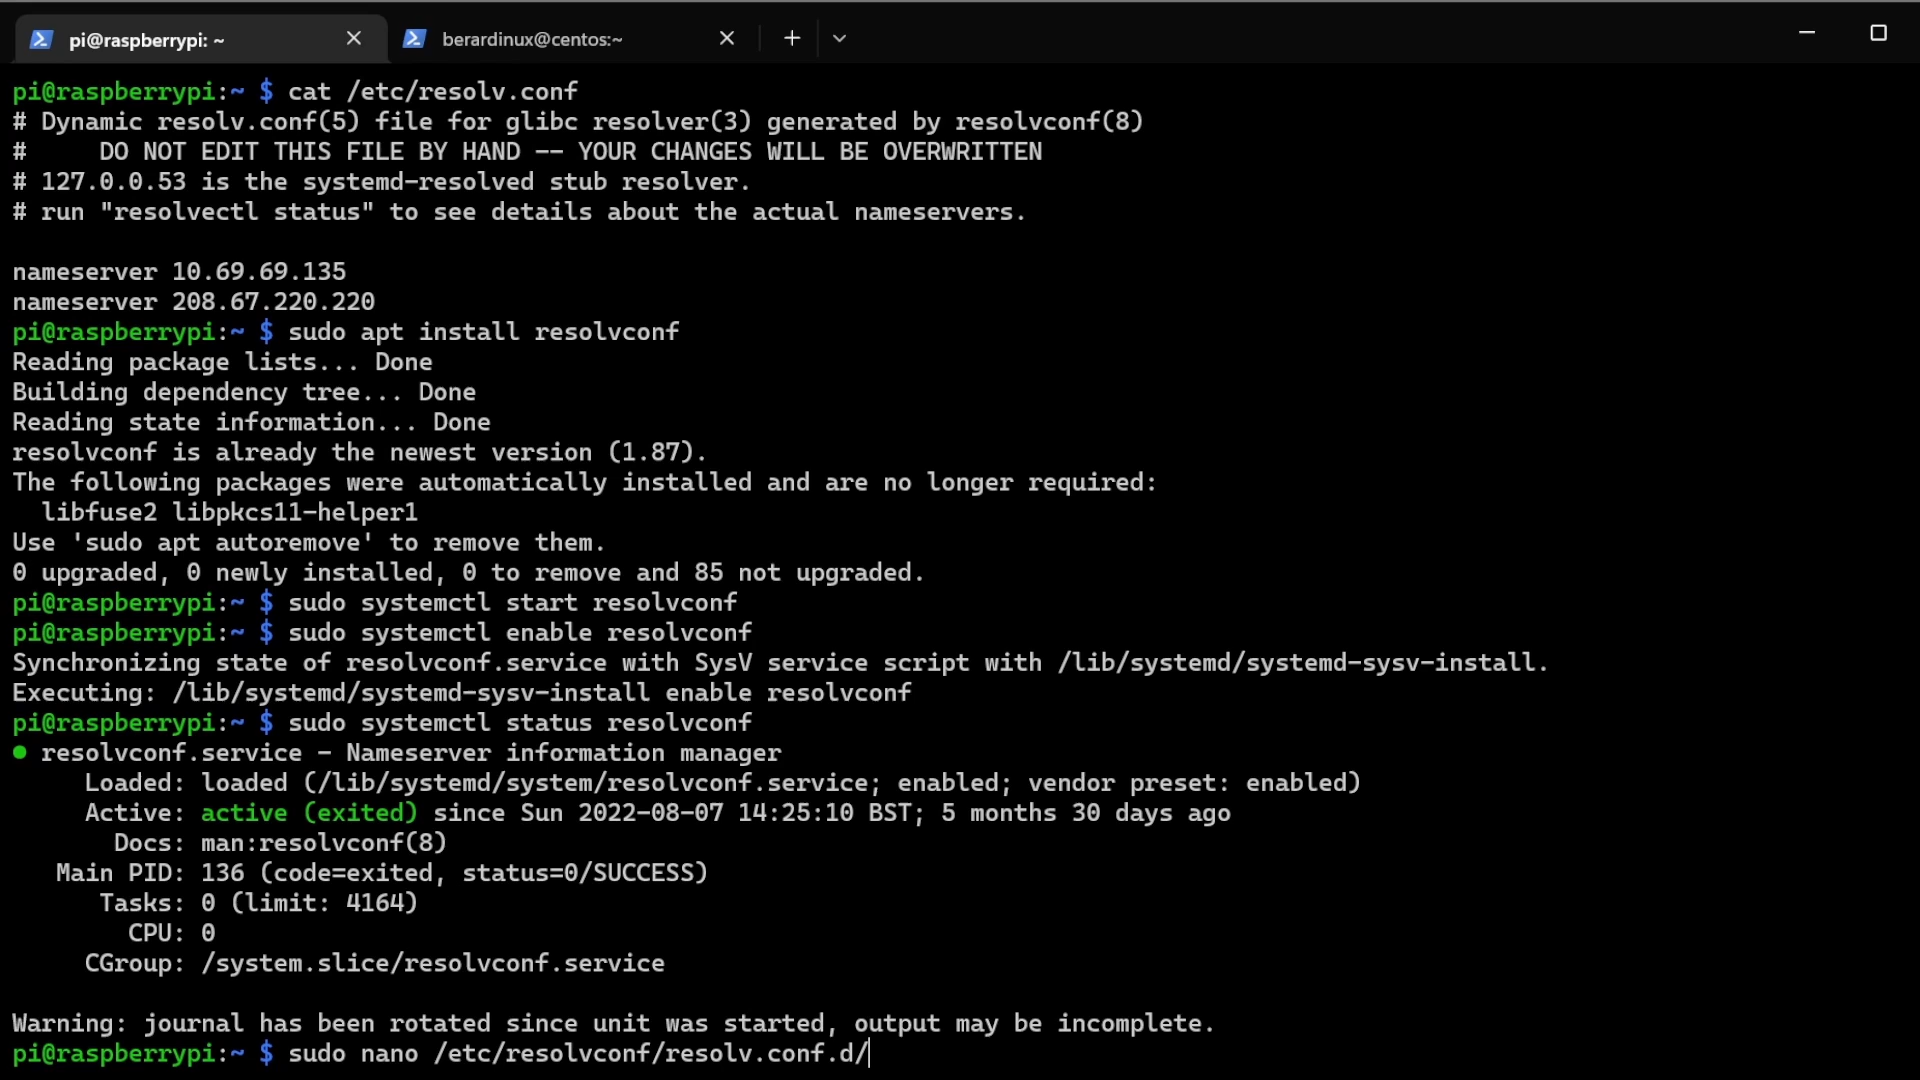 pi@raspberrypi: ~
berardinux@centos:~
pi@raspberrypi:~ $ cat /etc/resolv.conf
# Dynamic resolv.conf(5) file for glibc resolver(3) generated by resolvconf(8)
#     DO NOT EDIT THIS FILE BY HAND -- YOUR CHANGES WILL BE OVERWRITTEN
# 127.0.0.53 is the systemd-resolved stub resolver.
# run "resolvectl status" to see details about the actual nameservers.
nameserver 10.69.69.135
nameserver 208.67.220.220
pi@raspberrypi:~ $ sudo apt install resolvconf
Reading package lists... Done
Building dependency tree... Done
Reading state information... Done
resolvconf is already the newest version (1.87).
The following packages were automatically installed and are no longer required:
  libfuse2 libpkcs11-helper1
Use 'sudo apt autoremove' to remove them.
0 upgraded, 0 newly installed, 0 to remove and 85 not upgraded.
pi@raspberrypi:~ $ sudo systemctl start resolvconf
pi@raspberrypi:~ $ sudo systemctl enable resolvconf
Synchronizing state of resolvconf.service with SysV service script with /lib/systemd/systemd-sysv-install.
Executing: /lib/systemd/systemd-sysv-install enable resolvconf
pi@raspberrypi:~ $ sudo systemctl status resolvconf
● resolvconf.service - Nameserver information manager
     Loaded: loaded (/lib/systemd/system/resolvconf.service; enabled; vendor preset: enabled)
     Active: active (exited) since Sun 2022-08-07 14:25:10 BST; 5 months 30 days ago
       Docs: man:resolvconf(8)
   Main PID: 136 (code=exited, status=0/SUCCESS)
      Tasks: 0 (limit: 4164)
        CPU: 0
     CGroup: /system.slice/resolvconf.service
Warning: journal has been rotated since unit was started, output may be incomplete.
pi@raspberrypi:~ $ sudo nano /etc/resolvconf/resolv.conf.d/